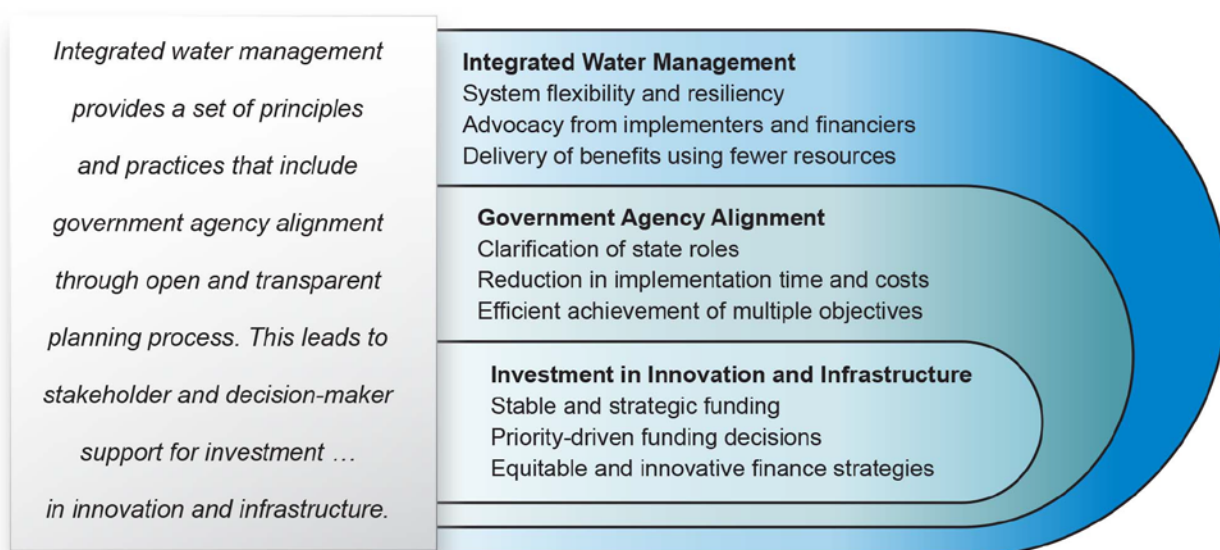 Integrated water management
provides a set of principles
and practices that include
government agency alignment
through open and transparent
planning process. This leads to
stakeholder and decision-maker
support for investment …
in innovation and infrastructure.
Integrated Water Management
System flexibility and resiliency
Advocacy from implementers and financiers
Delivery of benefits using fewer resources
Government Agency Alignment
Clarification of state roles
Reduction in implementation time and costs
Efficient achievement of multiple objectives
Investment in Innovation and Infrastructure
Stable and strategic funding
Priority-driven funding decisions
Equitable and innovative finance strategies